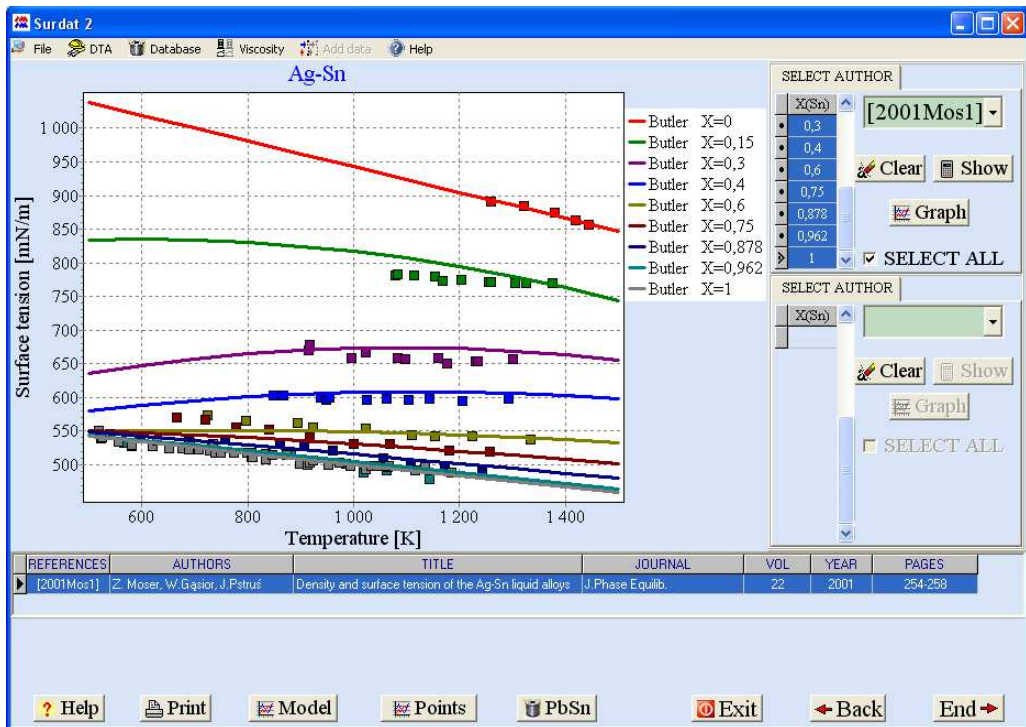 Surdat 2
File DTA Database Viscosity Add data Help
Ag-Sn
Surface tension [mN/m]
1 000
950
900
850
800
750
700
650
600
550
500
600 800 1 000 1 200 1 400
Temperature [K]
Butler X=0
Butler X=0,15
Butler X=0,3
Butler X=0,4
Butler X=0,6
Butler X=0,75
Butler X=0,878
Butler X=0,962
Butler X=1
SELECT AUTHOR
X(Sn)
0,3
0,4
0,6
0,75
0,878
0,962
1
[2001Mos1]
Clear Show
Graph
SELECT ALL
SELECT AUTHOR
X(Sn)
Clear Show
Graph
SELECT ALL
REFERENCES AUTHORS TITLE JOURNAL VOL YEAR PAGES
[2001Mos1] Z. Moser, W.Gąsior, J.Pstruś Density and surface tension of the Ag-Sn liquid alloys J.Phase Equilib. 22 2001 254-258
? Help Print Model Points PbSn Exit Back End